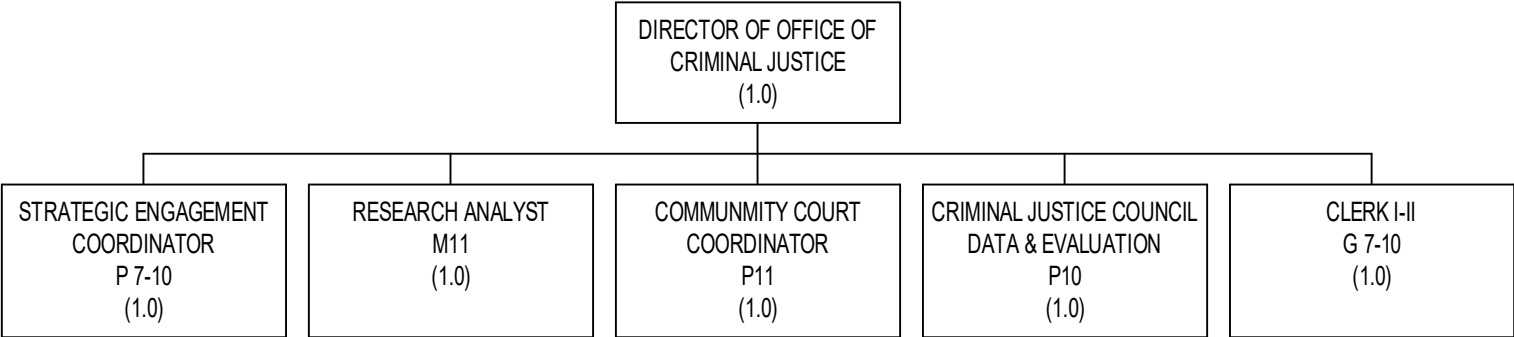 DIRECTOR OF OFFICE OF
CRIMINAL JUSTICE
(1.0)
STRATEGIC ENGAGEMENT
COORDINATOR
P 7-10
(1.0)
RESEARCH ANALYST
M11
(1.0)
COMMUNMITY COURT
COORDINATOR
P11
(1.0)
CRIMINAL JUSTICE COUNCIL
DATA & EVALUATION
P10
(1.0)
CLERK I-II
G 7-10
(1.0)